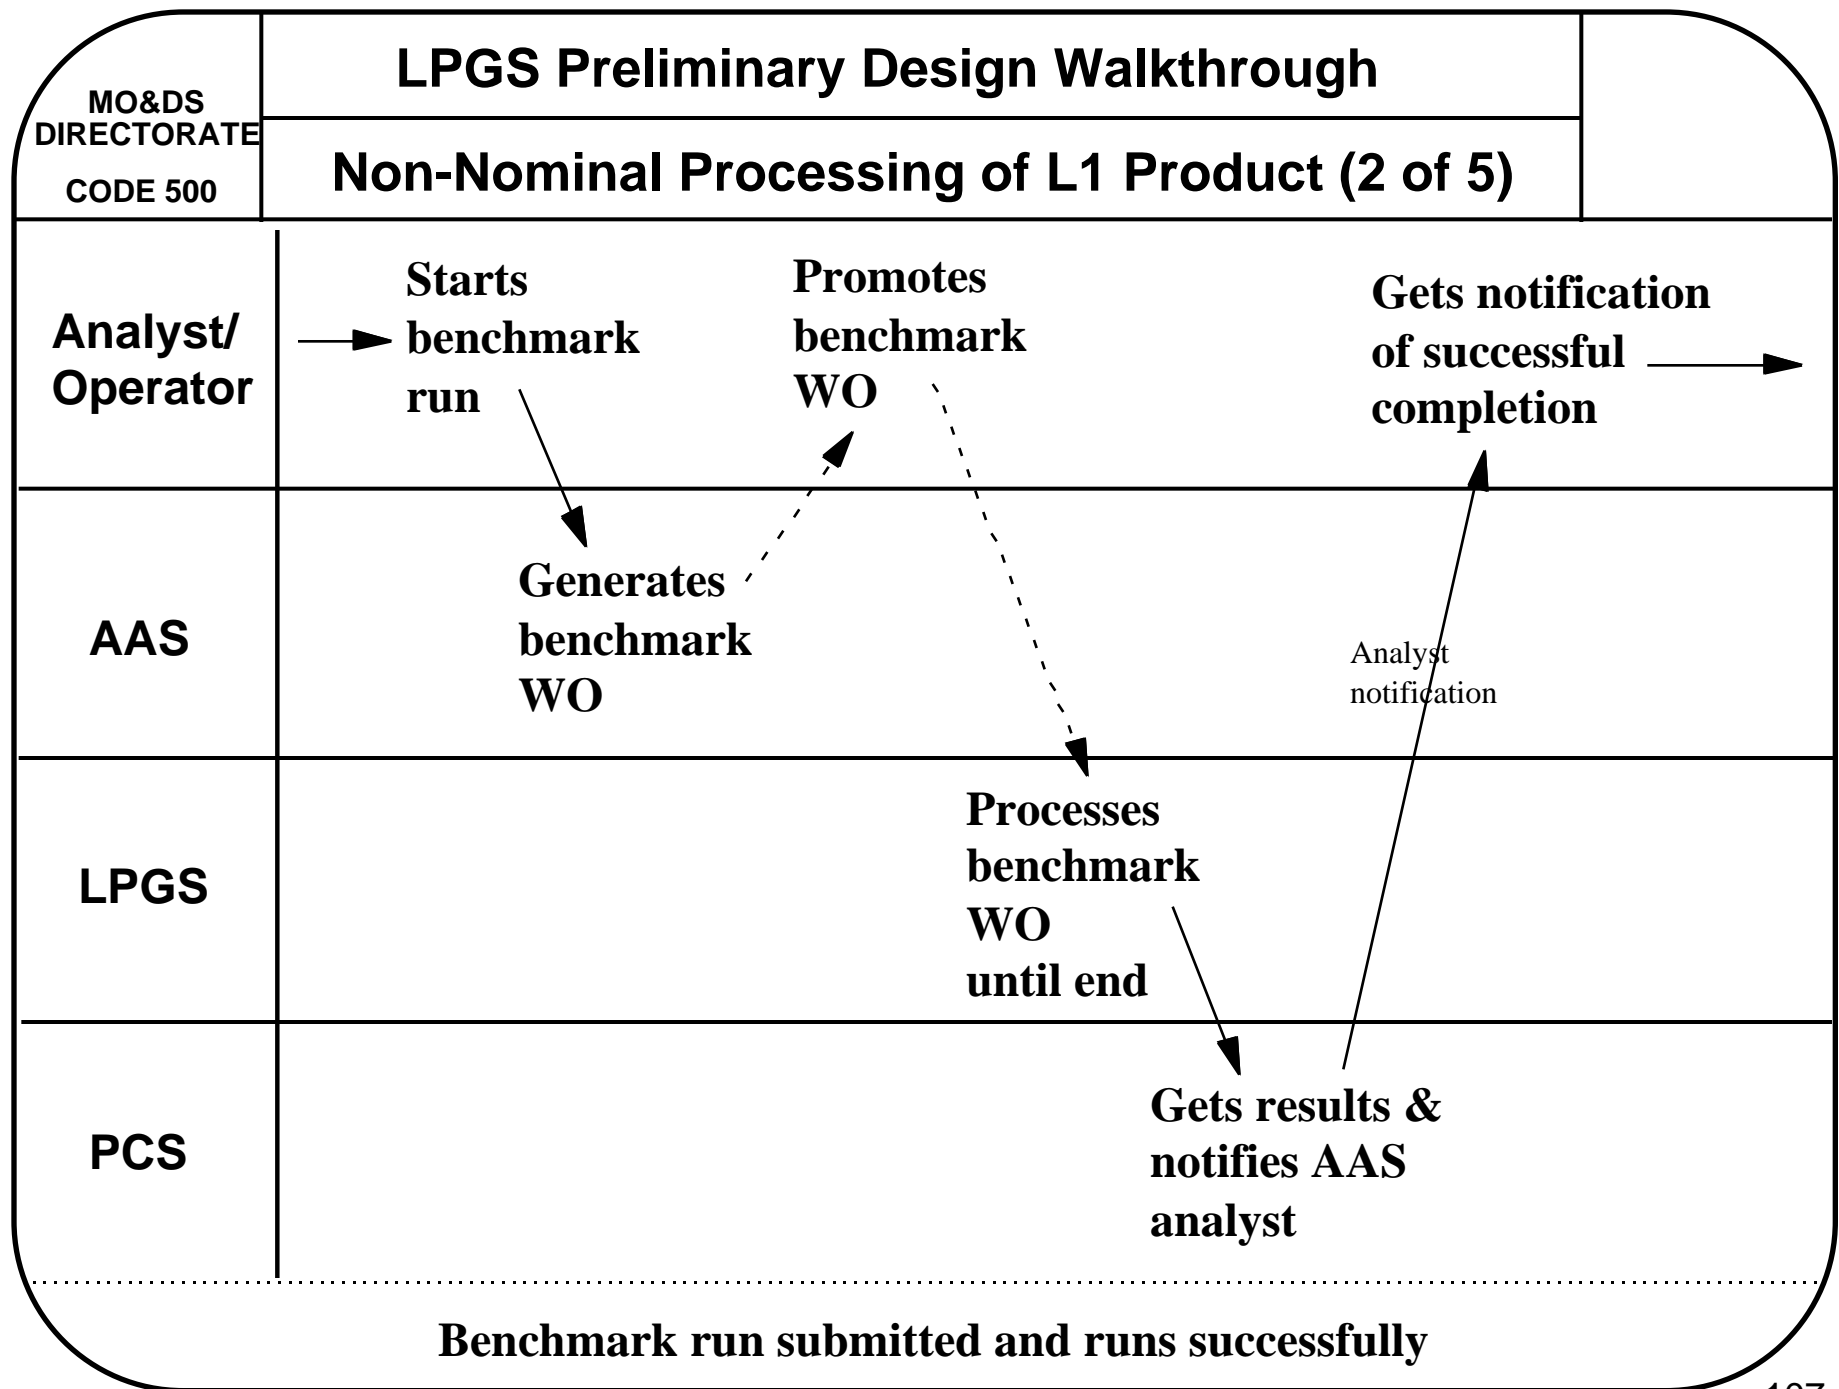 MO&DS
DIRECTORATE
CODE 500
LPGS Preliminary Design Walkthrough
Non-Nominal Processing of L1 Product (2 of 5)
Analyst/
Operator
Starts
benchmark
run
Promotes
benchmark
WO
Gets notification
of successful
completion
AAS
Generates
benchmark
WO
Analyst
notification
LPGS
Processes
benchmark
WO
until end
PCS
Gets results &
notifies AAS
analyst
Benchmark run submitted and runs successfully